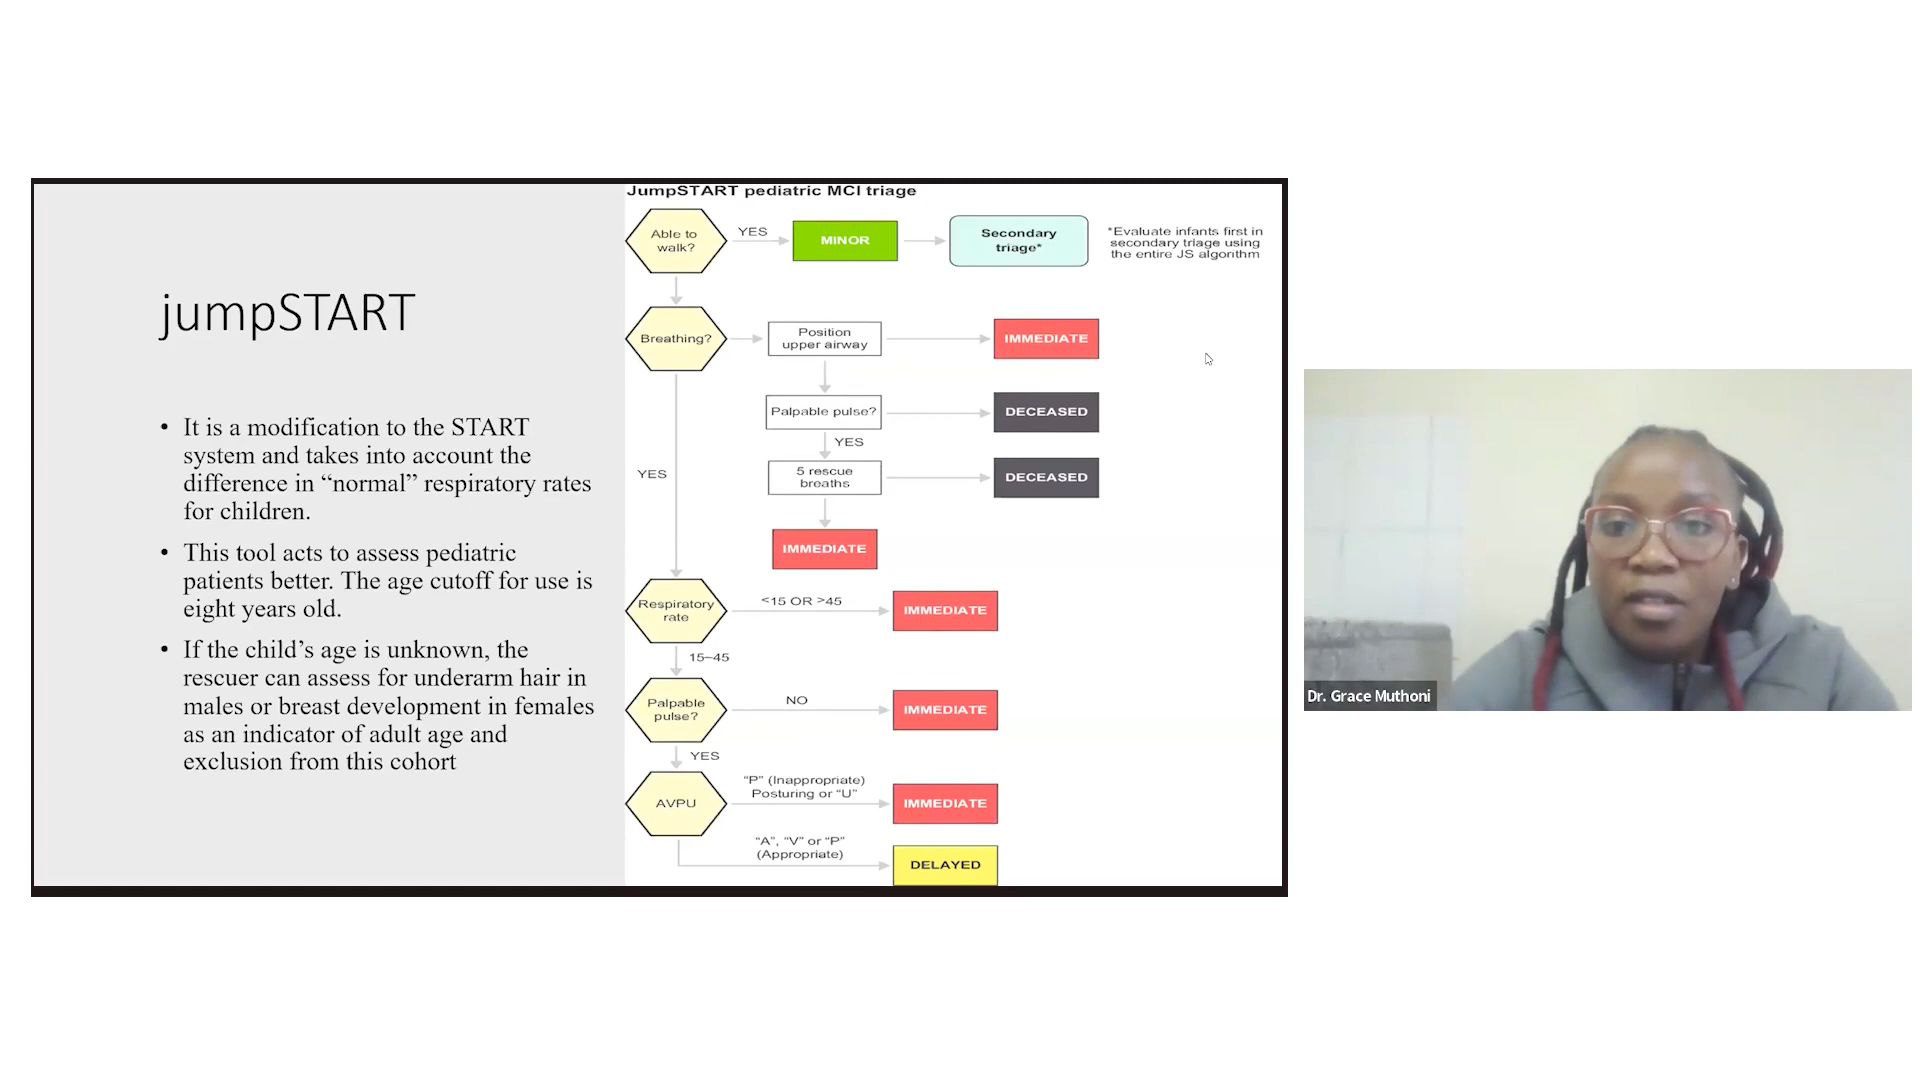 jumpSTART
• It is a modification to the START
system and takes into account the
difference in “normal” respiratory rates
for children.
• This tool acts to assess pediatric
patients better. The age cutoff for use is
eight years old.
• If the child’s age is unknown, the
rescuer can assess for underarm hair in
males or breast development in females
as an indicator of adult age and
exclusion from this cohort
JumpSTART pediatric MCI triage
Able to
walk?
YES
MINOR
Secondary
triage*
*Evaluate infants first in
secondary triage using
the entire JS algorithm
Breathing?
Position
upper airway
IMMEDIATE
Palpable pulse?
DECEASED
YES
5 rescue
breaths
DECEASED
IMMEDIATE
YES
Respiratory
rate
<15 OR >45
IMMEDIATE
15–45
Palpable
pulse?
NO
IMMEDIATE
YES
AVPU
“P” (Inappropriate)
Posturing or “U”
IMMEDIATE
“A”, “V” or “P”
(Appropriate)
DELAYED
Dr. Grace Muthoni